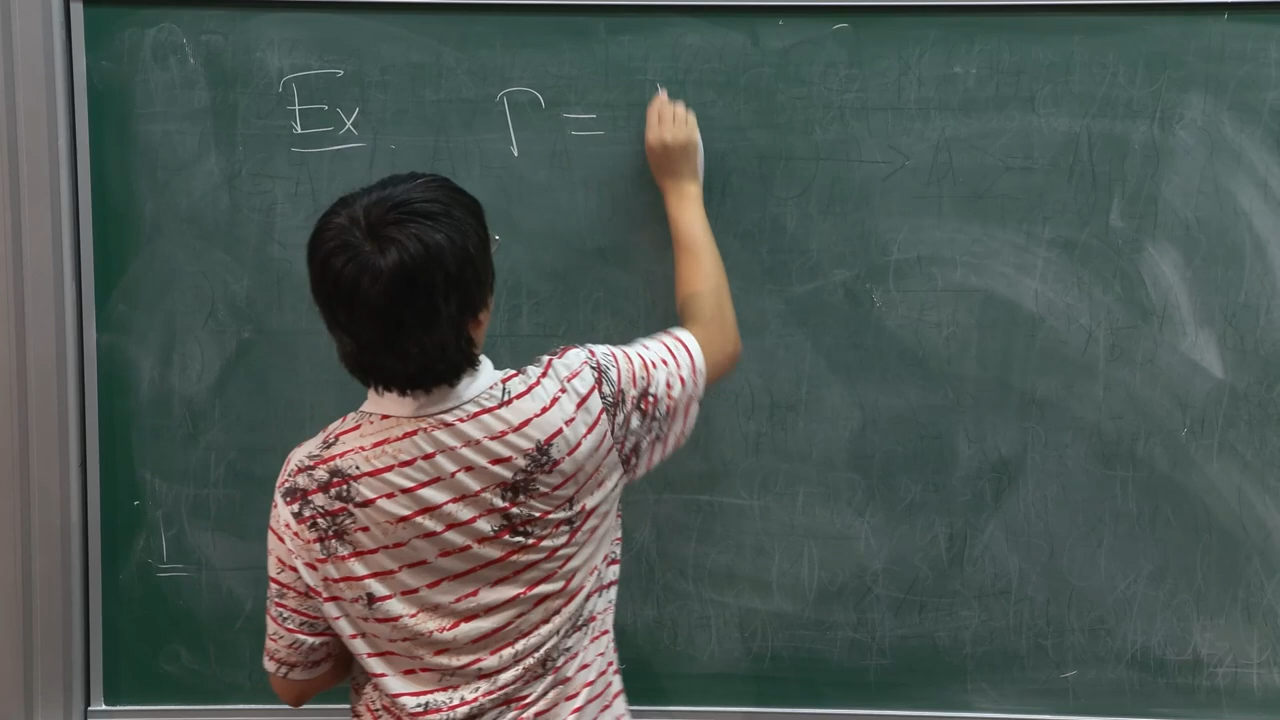 Ex Γ =